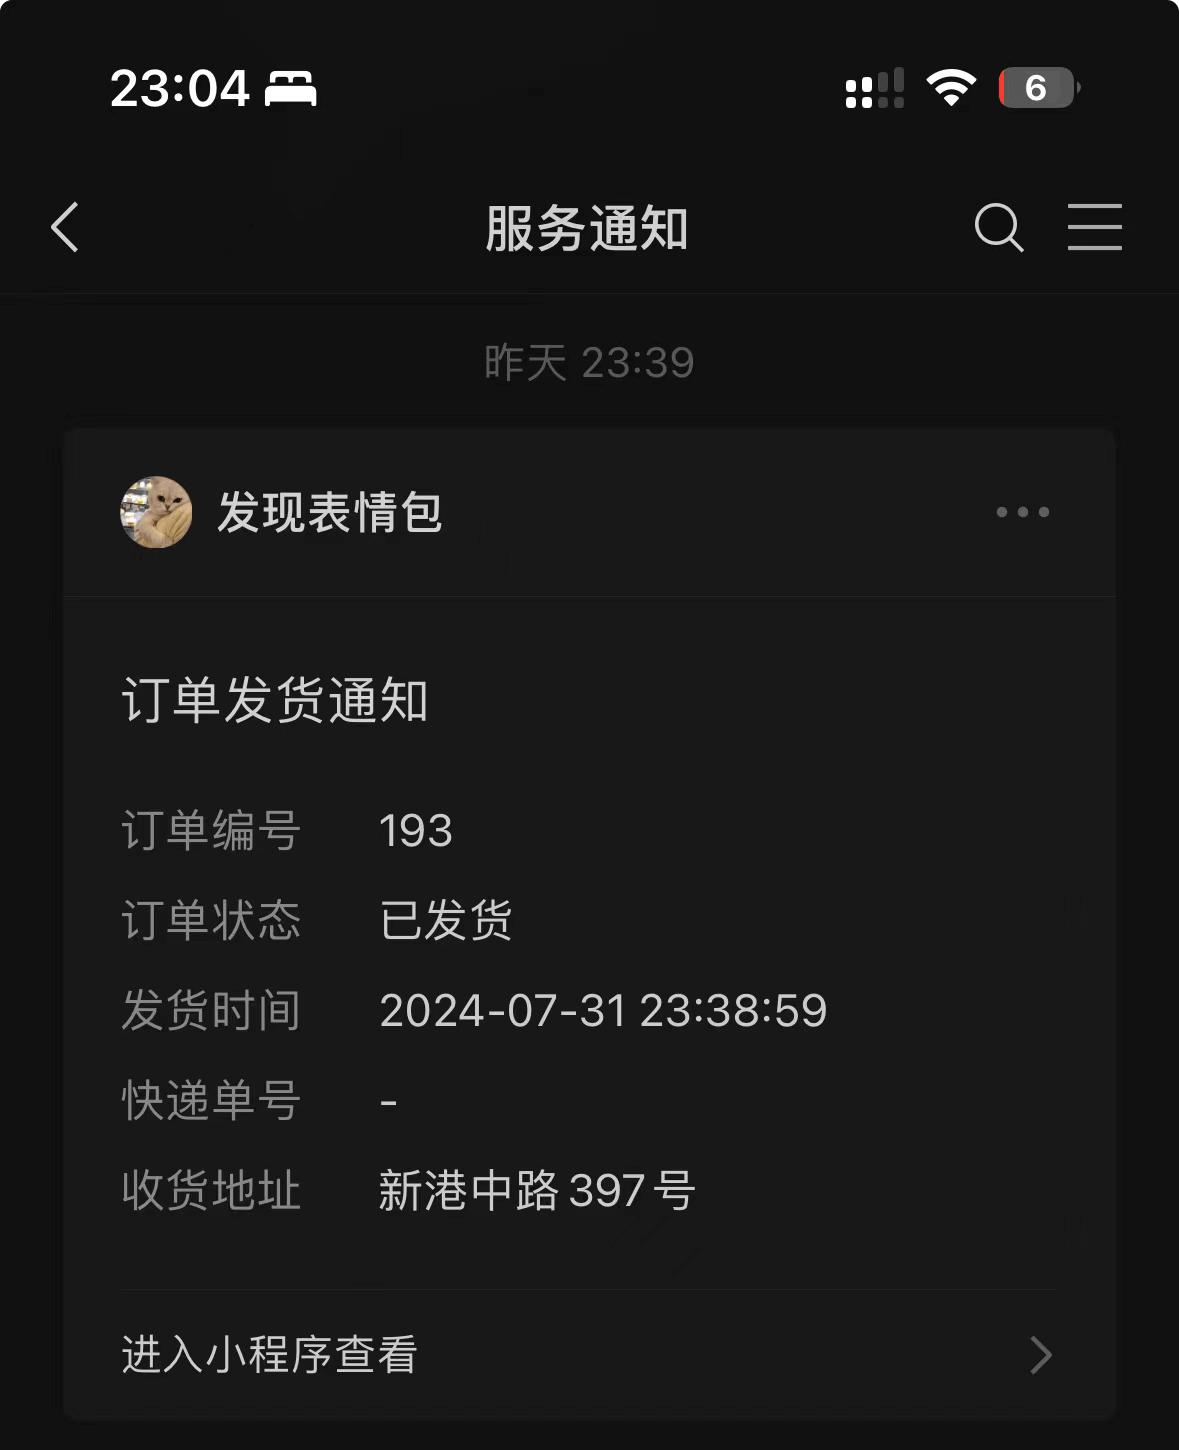 23:04
6
服务通知
昨天 23:39
发现表情包
订单发货通知
订单编号 193
订单状态 已发货
发货时间 2024-07-31 23:38:59
快递单号 -
收货地址 新港中路397号
进入小程序查看